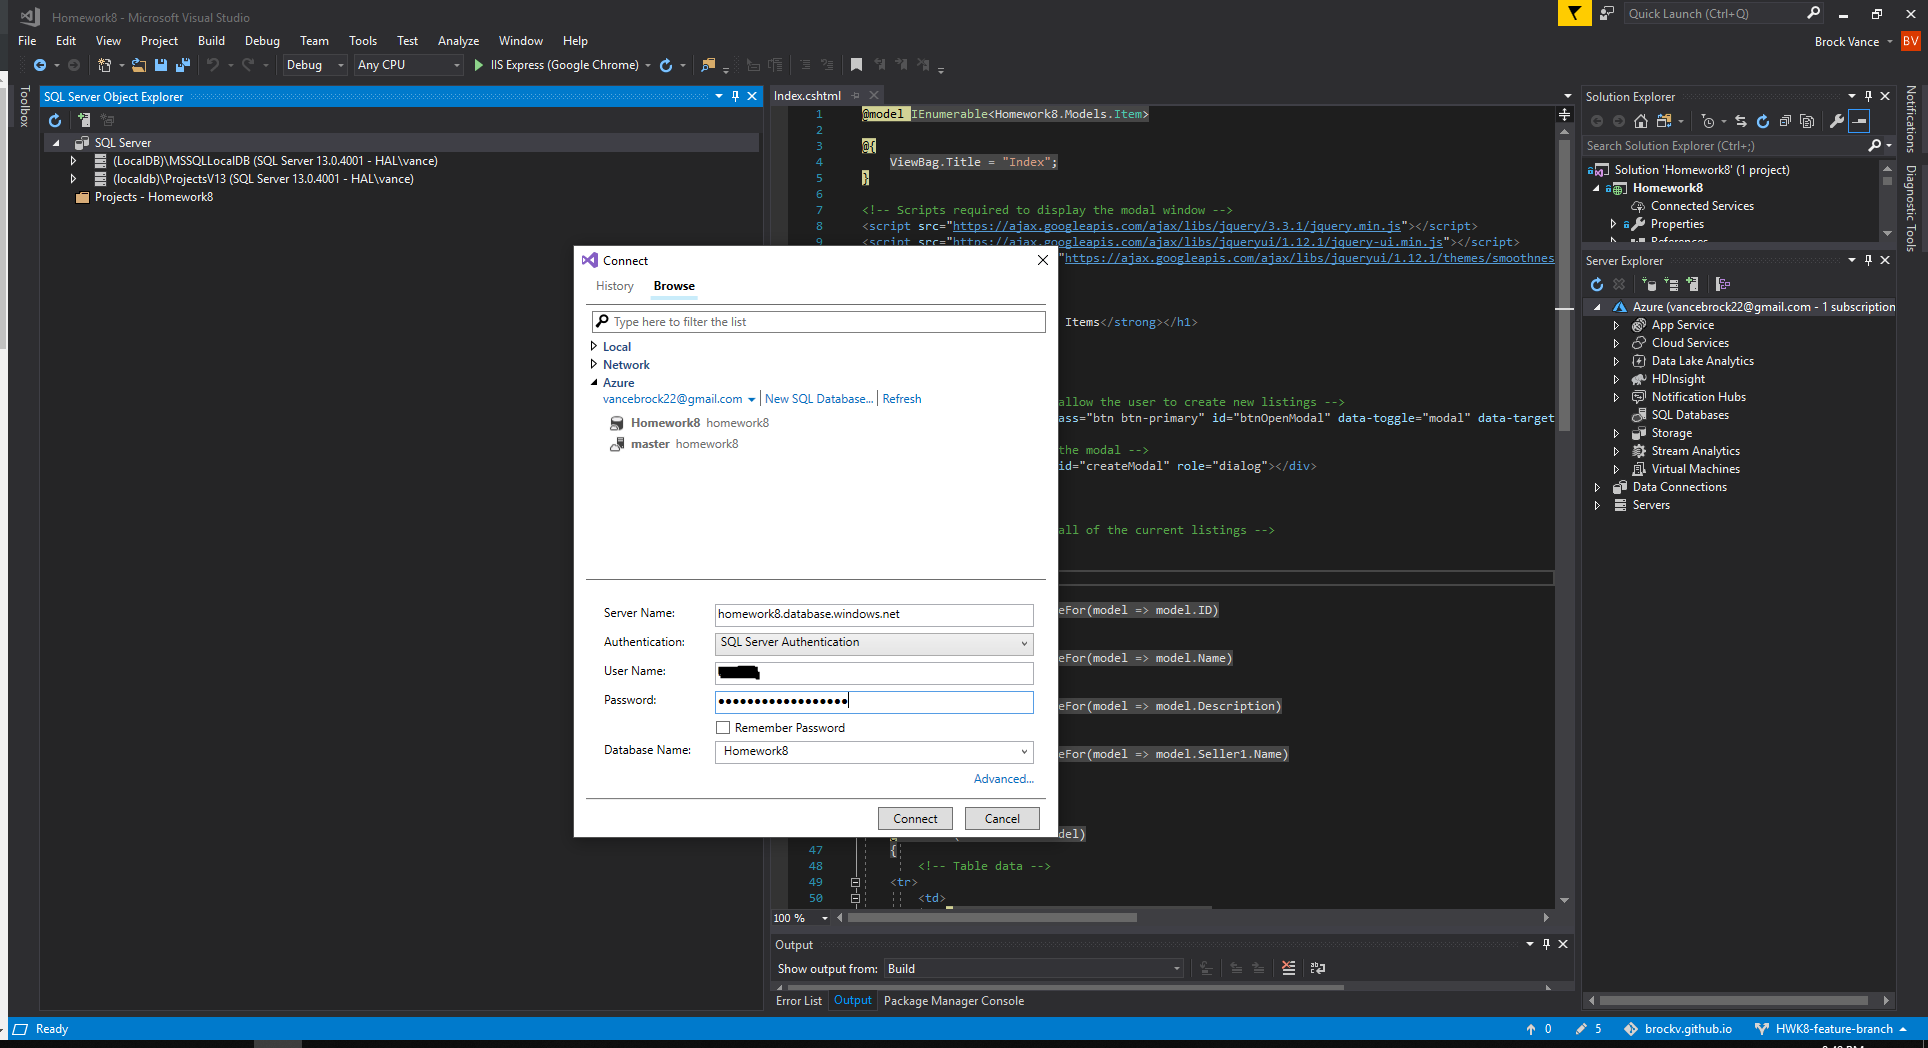 Homework8 - Microsoft Visual Studio
Quick Launch (Ctrl+Q)
File Edit View Project Build Debug Team Tools Test Analyze Window Help
Brock Vance BV
Debug Any CPU IIS Express (Google Chrome)
Toolbox
SQL Server Object Explorer
SQL Server
(LocalDB)\MSSQLLocalDB (SQL Server 13.0.4001 - HAL\vance)
(localdb)\ProjectsV13 (SQL Server 13.0.4001 - HAL\vance)
Projects - Homework8
Index.cshtml
1 @model IEnumerable<Homework8.Models.Item>
2
3 @{
4 ViewBag.Title = "Index";
5 }
6
7 <!-- Scripts required to display the modal window -->
8 <script src="https://ajax.googleapis.com/ajax/libs/jquery/3.3.1/jquery.min.js"></script>
9 <script src="https://ajax.googleapis.com/ajax/libs/jqueryui/1.12.1/jquery-ui.min.js"></script>
"https://ajax.googleapis.com/ajax/libs/jqueryui/1.12.1/themes/smoothnes
Items</strong></h1>
allow the user to create new listings -->
ass="btn btn-primary" id="btnOpenModal" data-toggle="modal" data-target
the modal -->
id="createModal" role="dialog"></div>
all of the current listings -->
eFor(model => model.ID)
eFor(model => model.Name)
eFor(model => model.Description)
eFor(model => model.Seller1.Name)
del)
47 {
48 <!-- Table data -->
49 <tr>
50 <td>
100 %
Connect
History Browse
Type here to filter the list
Local
Network
Azure
vancebrock22@gmail.com New SQL Database... Refresh
Homework8 homework8
master homework8
Server Name: homework8.database.windows.net
Authentication: SQL Server Authentication
User Name:
Password: ••••••••••••••••••
Remember Password
Database Name: Homework8
Advanced...
Connect Cancel
Output
Show output from: Build
Error List Output Package Manager Console
Solution Explorer
Search Solution Explorer (Ctrl+;)
Solution 'Homework8' (1 project)
Homework8
Connected Services
Properties
References
Server Explorer
Azure (vancebrock22@gmail.com - 1 subscription
App Service
Cloud Services
Data Lake Analytics
HDInsight
Notification Hubs
SQL Databases
Storage
Stream Analytics
Virtual Machines
Data Connections
Servers
Notifications
Diagnostic Tools
Ready
0 5 brockv.github.io HWK8-feature-branch